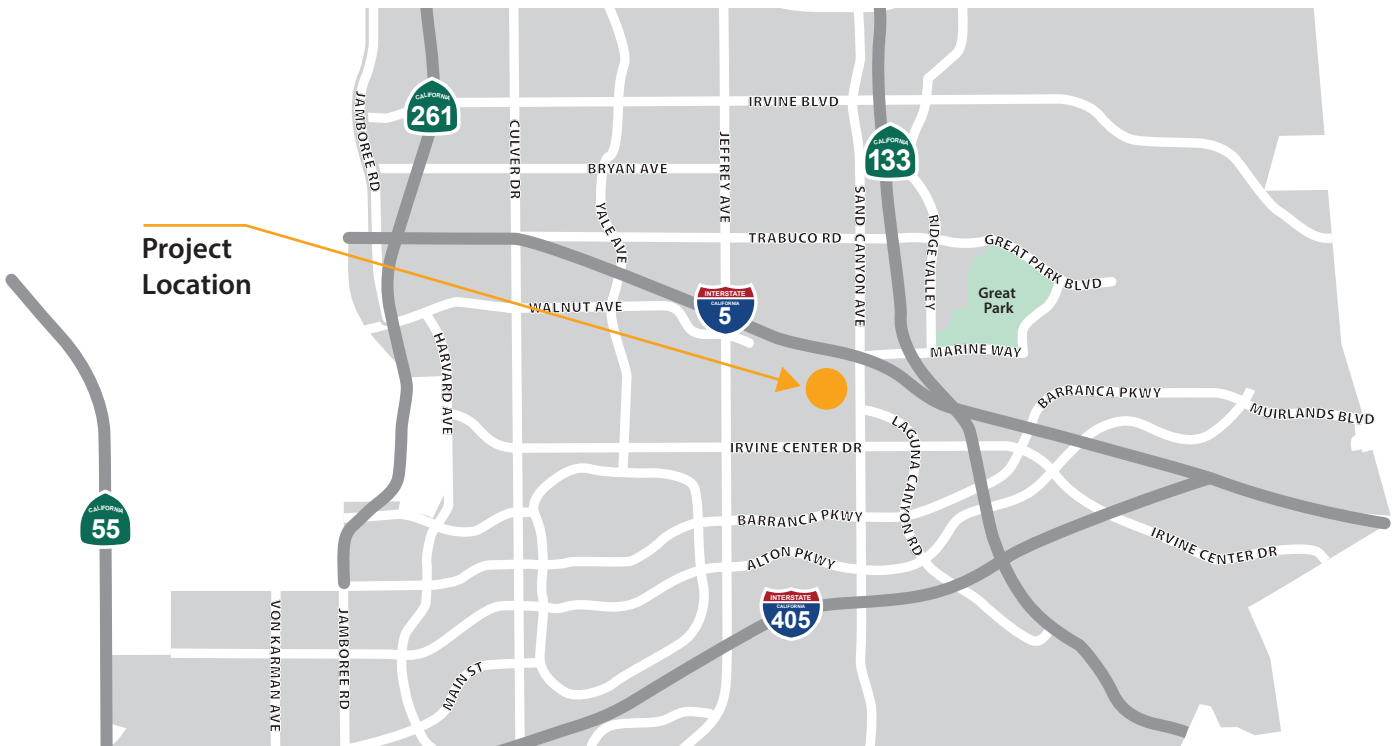 CALIFORNIA
261
IRVINE BLVD
JAMBOREE RD
CULVER DR
JEFFREY AVE
CALIFORNIA
133
BRYAN AVE
YALE AVE
SAND CANYON AVE
RIDGE VALLEY
Project
Location
TRABUCO RD
GREAT PARK BLVD
Great
Park
INTERSTATE
CALIFORNIA
5
WALNUT AVE
HARVARD AVE
MARINE WAY
BARRANCA PKWY
MUIRLANDS BLVD
LAGUNA CANYON RD
IRVINE CENTER DR
CALIFORNIA
55
BARRANCA PKWY
IRVINE CENTER DR
ALTON PKWY
INTERSTATE
CALIFORNIA
405
VON KARMAN AVE
JAMBOREE RD
MAIN ST